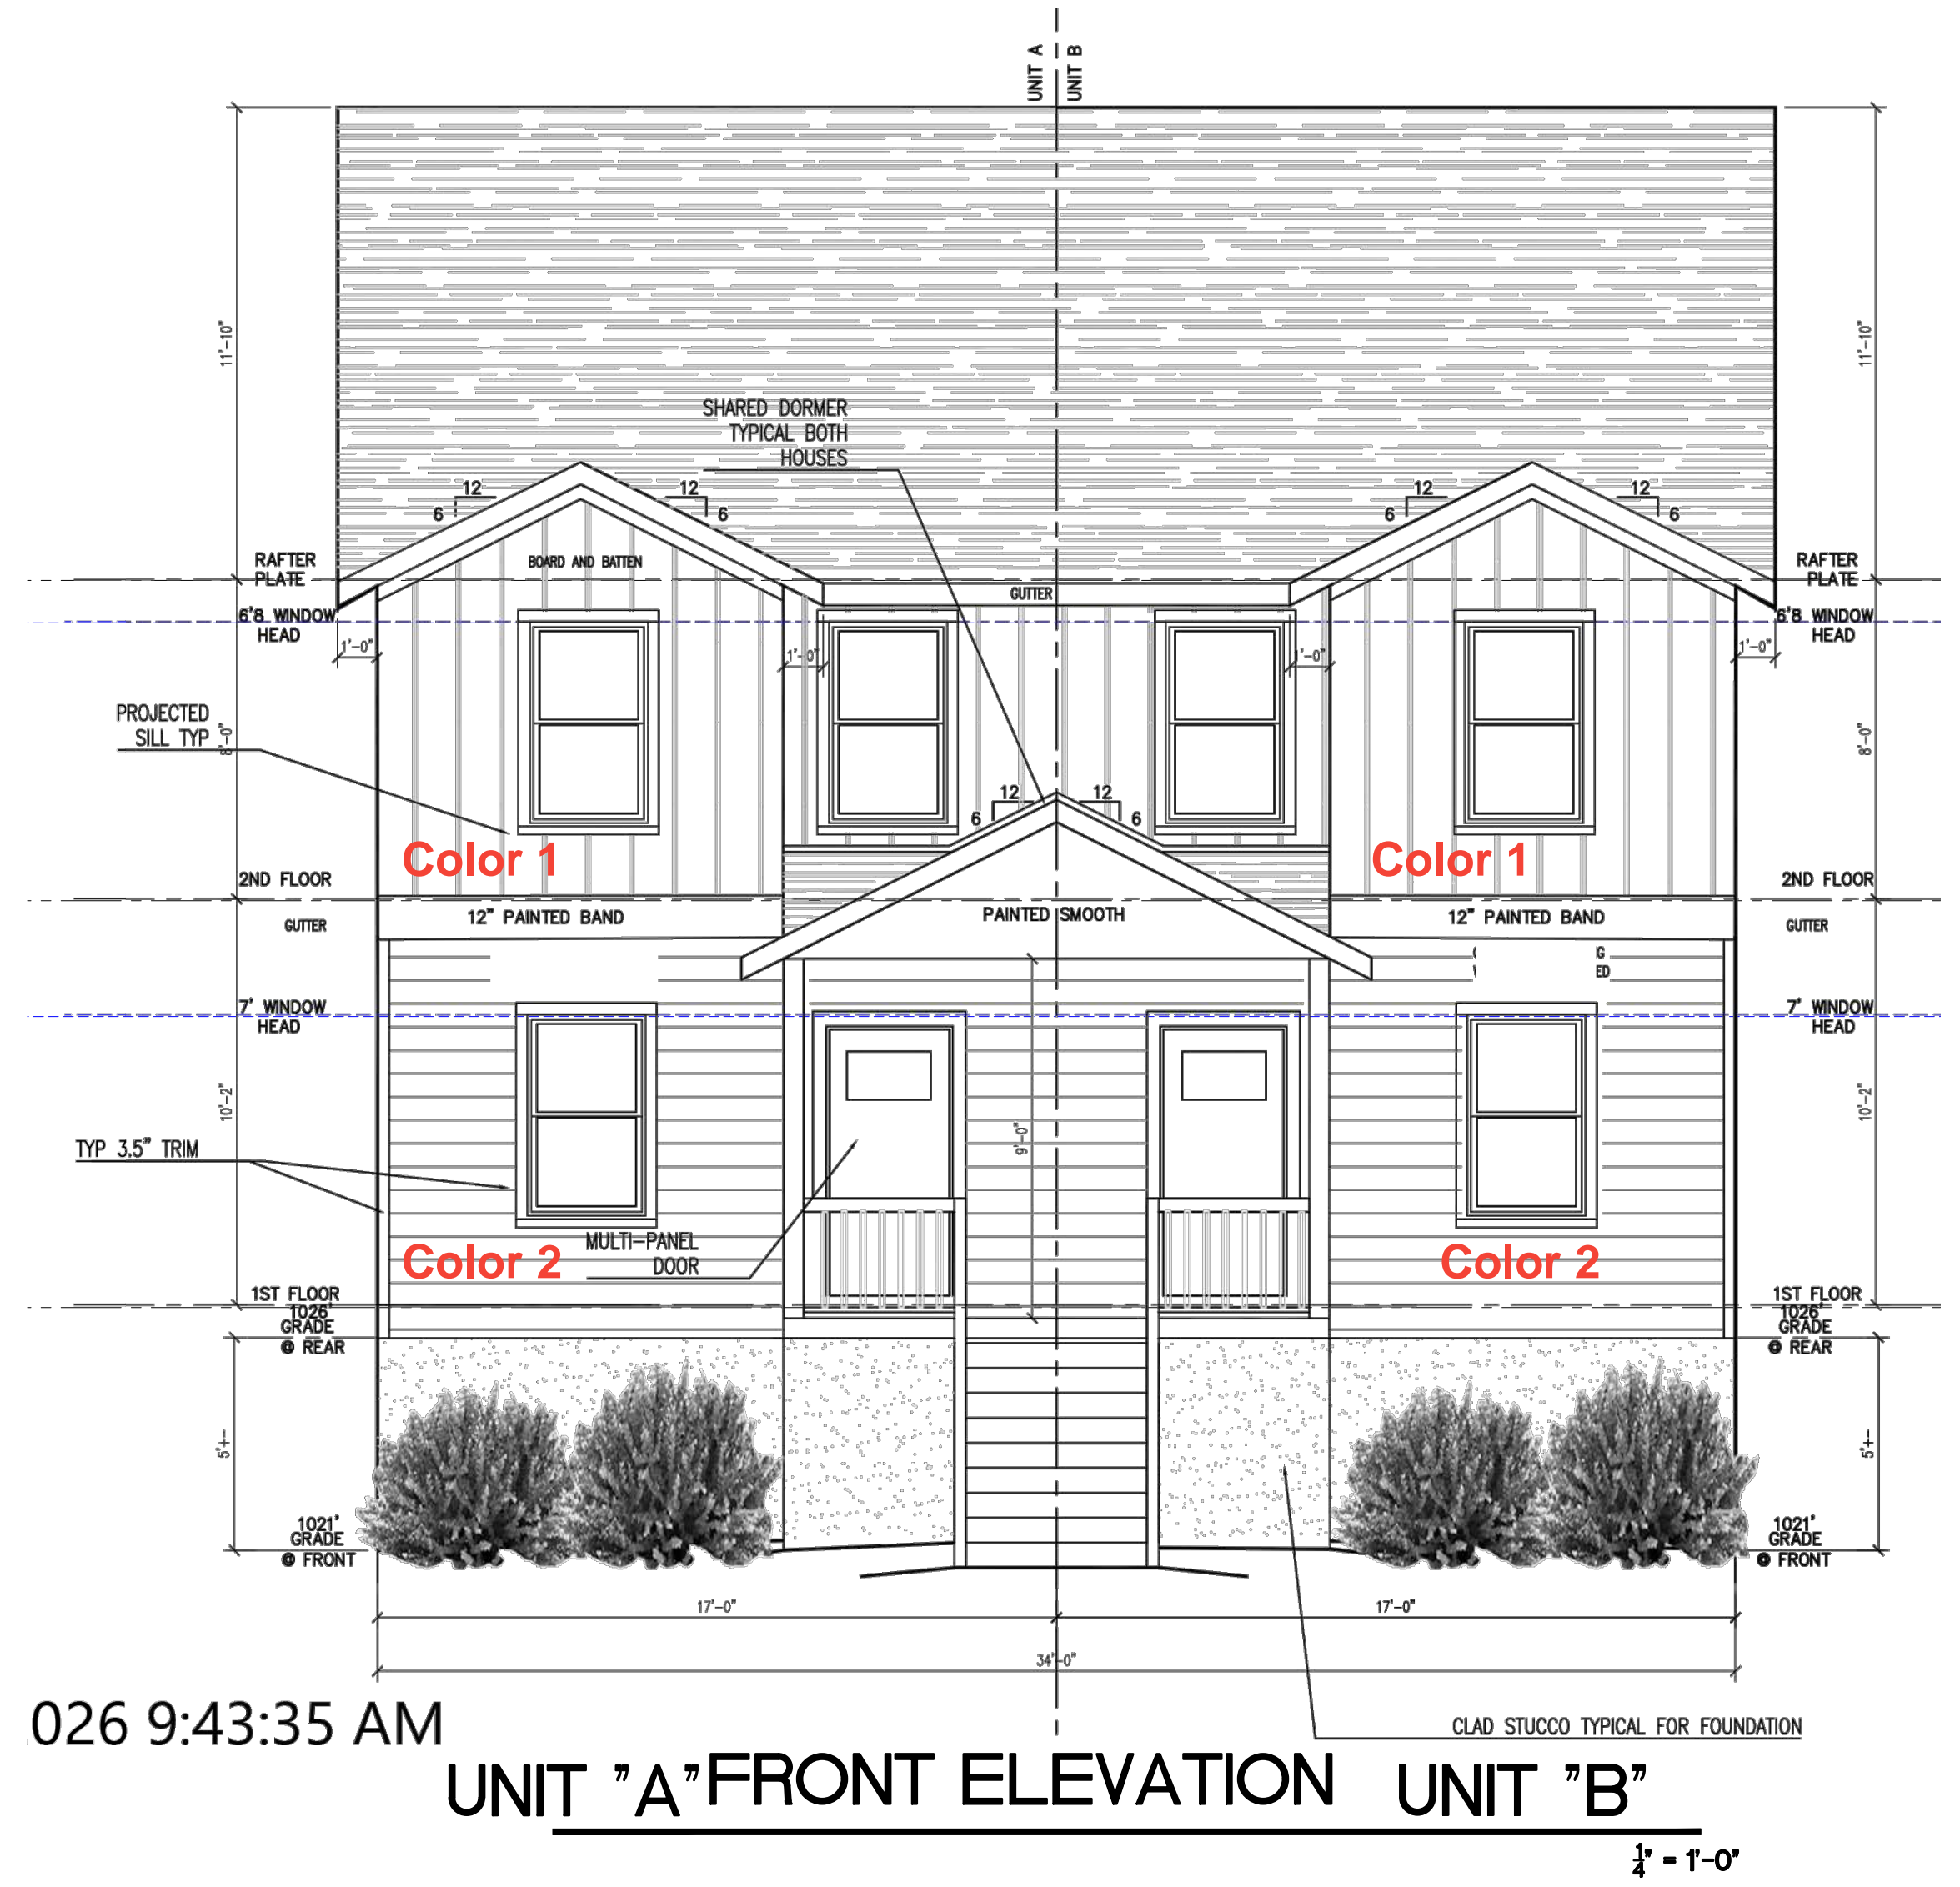 UNIT A
UNIT B
11'-10"
11'-10"
SHARED DORMER
TYPICAL BOTH
HOUSES
12
6
12
6
12
6
12
6
RAFTER
PLATE
BOARD AND BATTEN
GUTTER
RAFTER
PLATE
6'8 WINDOW
HEAD
6'8 WINDOW
HEAD
1'-0"
1'-0"
1'-0"
1'-0"
PROJECTED
SILL TYP
8'-0"
8'-0"
12
6
12
6
Color 1
Color 1
2ND FLOOR
2ND FLOOR
12" PAINTED BAND
PAINTED SMOOTH
12" PAINTED BAND
GUTTER
GUTTER
G
ED
7' WINDOW
HEAD
7' WINDOW
HEAD
10'-2"
9'-0"
10'-2"
TYP 3.5" TRIM
MULTI-PANEL
DOOR
Color 2
Color 2
1ST FLOOR
1026'
GRADE
@ REAR
1ST FLOOR
1026'
GRADE
@ REAR
5'+-
5'+-
1021'
GRADE
@ FRONT
1021'
GRADE
@ FRONT
17'-0"
17'-0"
34'-0"
026 9:43:35 AM
CLAD STUCCO TYPICAL FOR FOUNDATION
UNIT "A" FRONT ELEVATION UNIT "B"
1/4" = 1'-0"